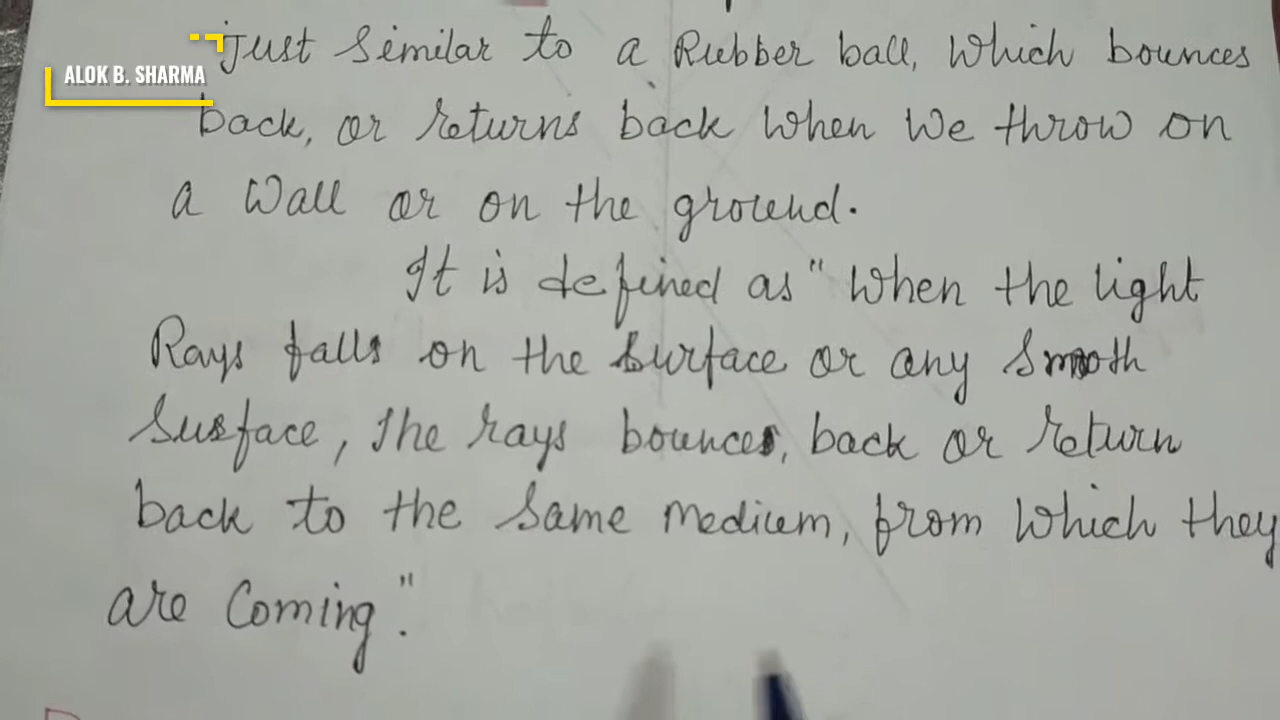 Just Similar to a Rubber ball, Which bounces
ALOK B. SHARMA
back, or returns back When We throw on
a Wall or on the ground.
It is defined as "When the light
Rays falls on the Surface or any Smooth
Surface, The rays bounces, back or return
back to the Same medium, from Which they
are Coming".